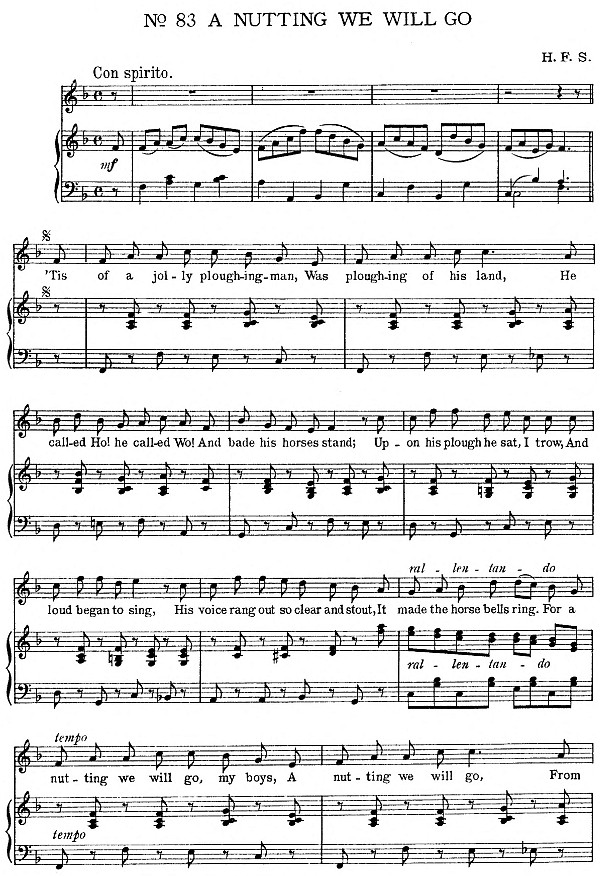 Nº 83 A NUTTING WE WILL GO
H. F. S.
Con spirito.
mf
'Tis of a jol-ly plough-ing-man, Was plough-ing of his land, He
call-ed Ho! he call-ed Wo! And bade his horses stand; Up-on his plough he sat, I trow, And
ral - len - tan - do
loud began to sing, His voice rang out so clear and stout, It made the horse bells ring. For a
ral - len - tan - do
tempo
nut-ting we will go, my boys, A nut-ting we will go, From
tempo